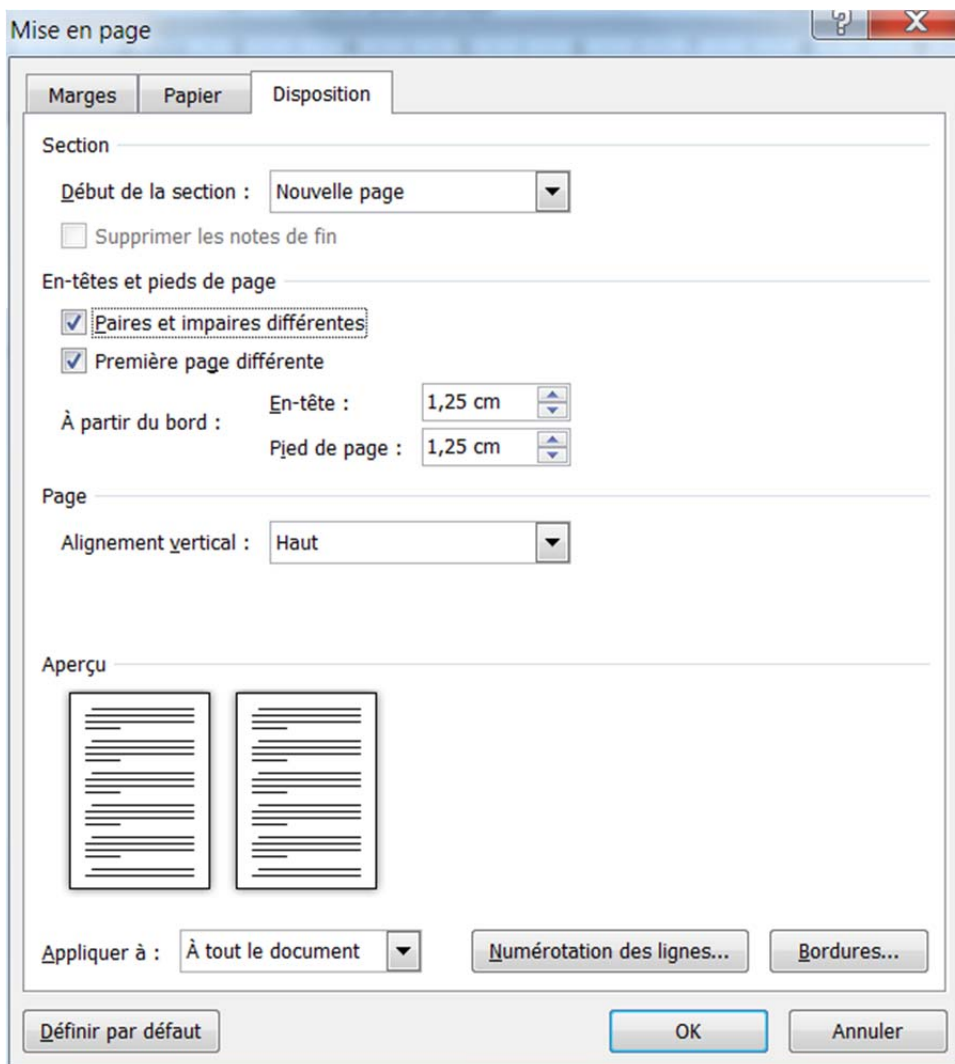 Mise en page
Marges Papier Disposition
Section
Début de la section : Nouvelle page
Supprimer les notes de fin
En-têtes et pieds de page
Paires et impaires différentes
Première page différente
À partir du bord :
En-tête : 1,25 cm
Pied de page : 1,25 cm
Page
Alignement vertical : Haut
Aperçu
Appliquer à : À tout le document Numérotation des lignes... Bordures...
Définir par défaut OK Annuler